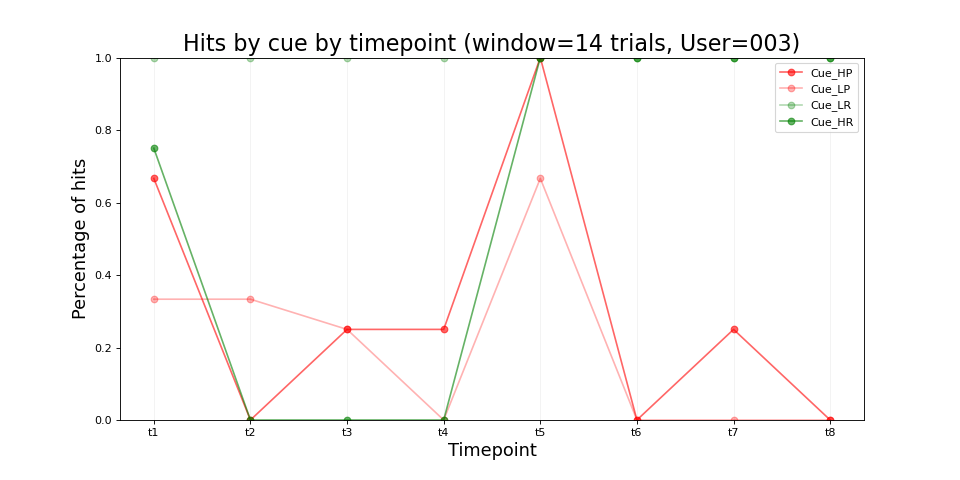 Hits by cue by timepoint (window=14 trials, User=003)
1.0
0.8
0.6
0.4
0.2
0.0
Percentage of hits
Cue_HP
Cue_LP
Cue_LR
Cue_HR
t1 t2 t3 t4 t5 t6 t7 t8
Timepoint